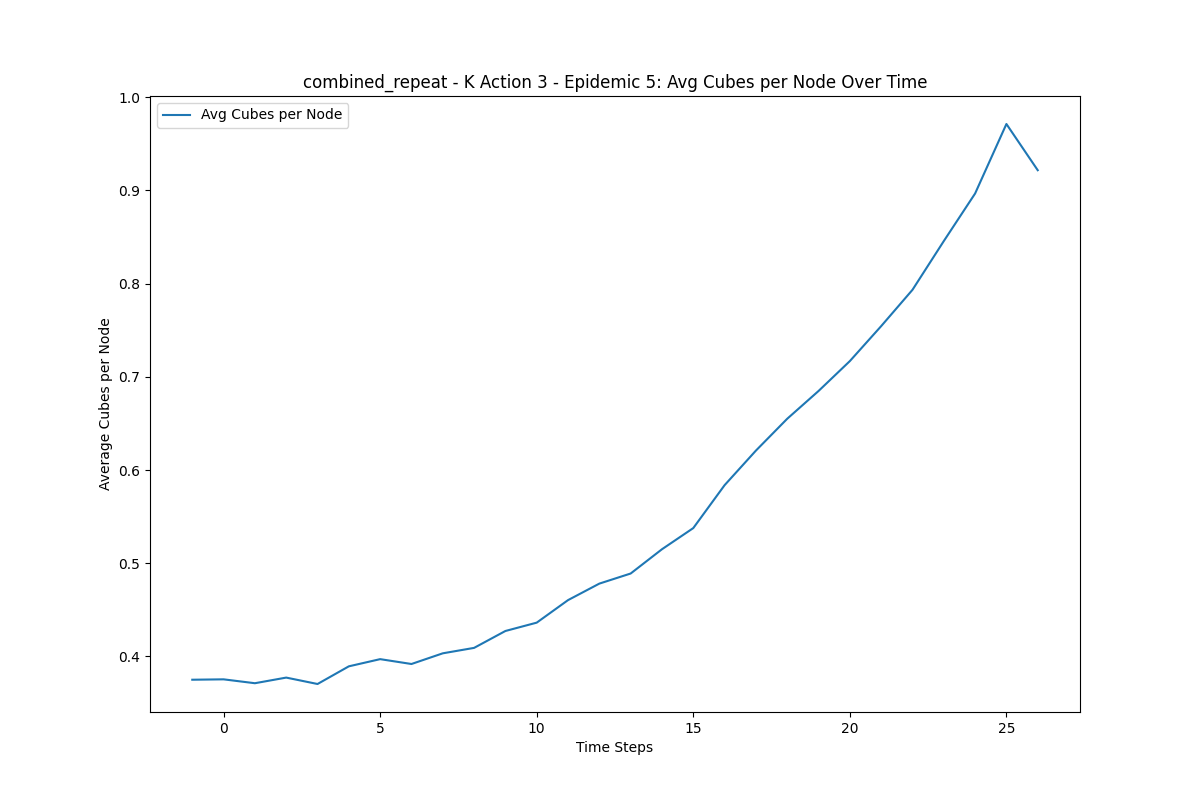 combined_repeat - K Action 3 - Epidemic 5: Avg Cubes per Node Over Time
Avg Cubes per Node
Average Cubes per Node
1.0
0.9
0.8
0.7
0.6
0.5
0.4
0 5 10 15 20 25
Time Steps